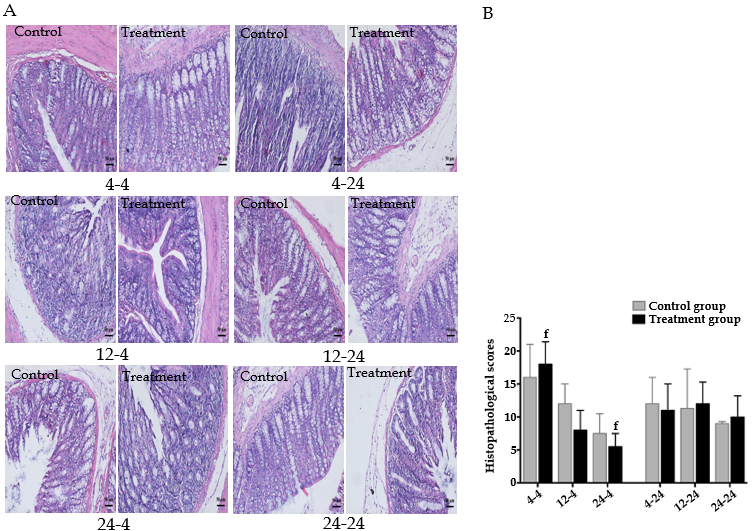 A
Control Treatment Control Treatment
4-4 4-24
Control Treatment Control Treatment
12-4 12-24
Control Treatment Control Treatment
24-4 24-24
B
Control group
Treatment group
Histopathological scores
25
20
15
10
5
0
f
f
4-4 12-4 24-4 4-24 12-24 24-24